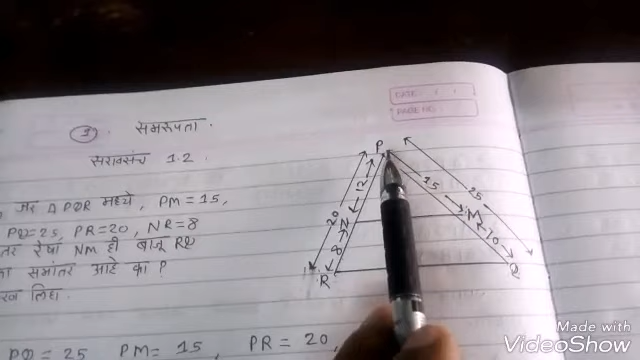 DATE: / /
PAGE NO.:
1 समरूपता.
सरावसंच 1.2.
जर △PQR मध्ये, PM = 15,
PQ = 25, PR = 20, NR = 8
तर रेषा NM ही बाजू RQ
समांतर आहे का?
लिहा.
PQ = 25 PM = 15, PR = 20,
P
20
12
N
8
R
15
M
10
25
Q
Made with
VideoShow